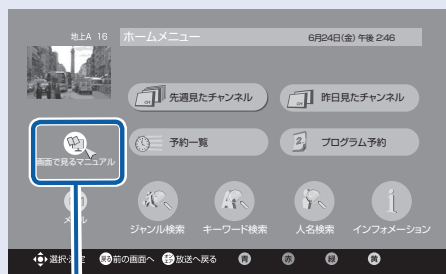 地上A 16 ホームメニュー 6月24日(金) 午後 2:46
先週見たチャンネル 昨日見たチャンネル
画面で見るマニュアル 予約一覧 プログラム予約
ジャンル検索 キーワード検索 人名検索 インフォメーション
選択・決定 戻る 前の画面へ 放送へ戻る 青 赤 緑 黄